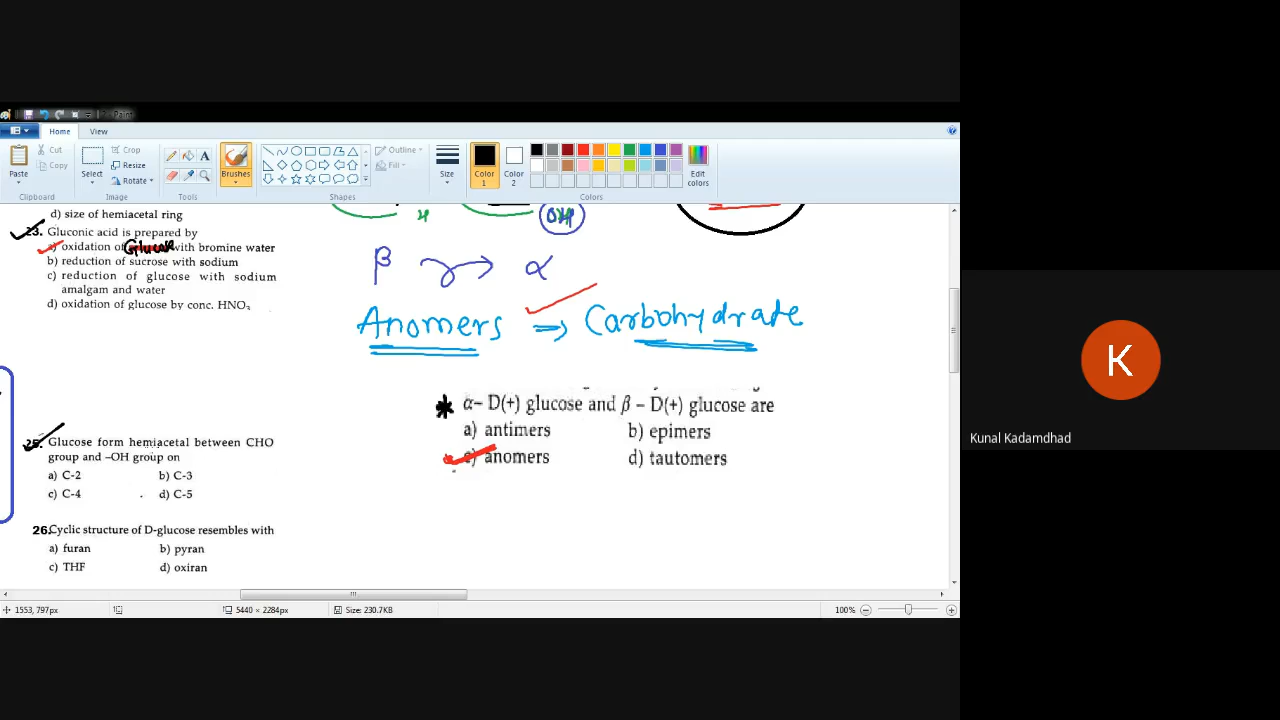 Paint
Home
View
Cut
Copy
Paste
Clipboard
Crop
Resize
Rotate
Select
Image
A
Tools
Brushes
Shapes
Outline
Fill
Size
Color 1
Color 2
Edit colors
Colors
d) size of hemiacetal ring
23. Gluconic acid is prepared by
a) oxidation of Glucose with bromine water
b) reduction of sucrose with sodium
c) reduction of glucose with sodium
amalgam and water
d) oxidation of glucose by conc. HNO₃
25. Glucose form hemiacetal between CHO
group and –OH group on
a) C-2 b) C-3
c) C-4 d) C-5
26. Cyclic structure of D-glucose resembles with
a) furan b) pyran
c) THF d) oxiran
H
β → α
Anomers ⇒ Carbohydrate
* α– D(+) glucose and β – D(+) glucose are
a) antimers b) epimers
c) anomers d) tautomers
1553, 797px
5440 × 2284px
Size: 230.7KB
100%
K
Kunal Kadamdhad